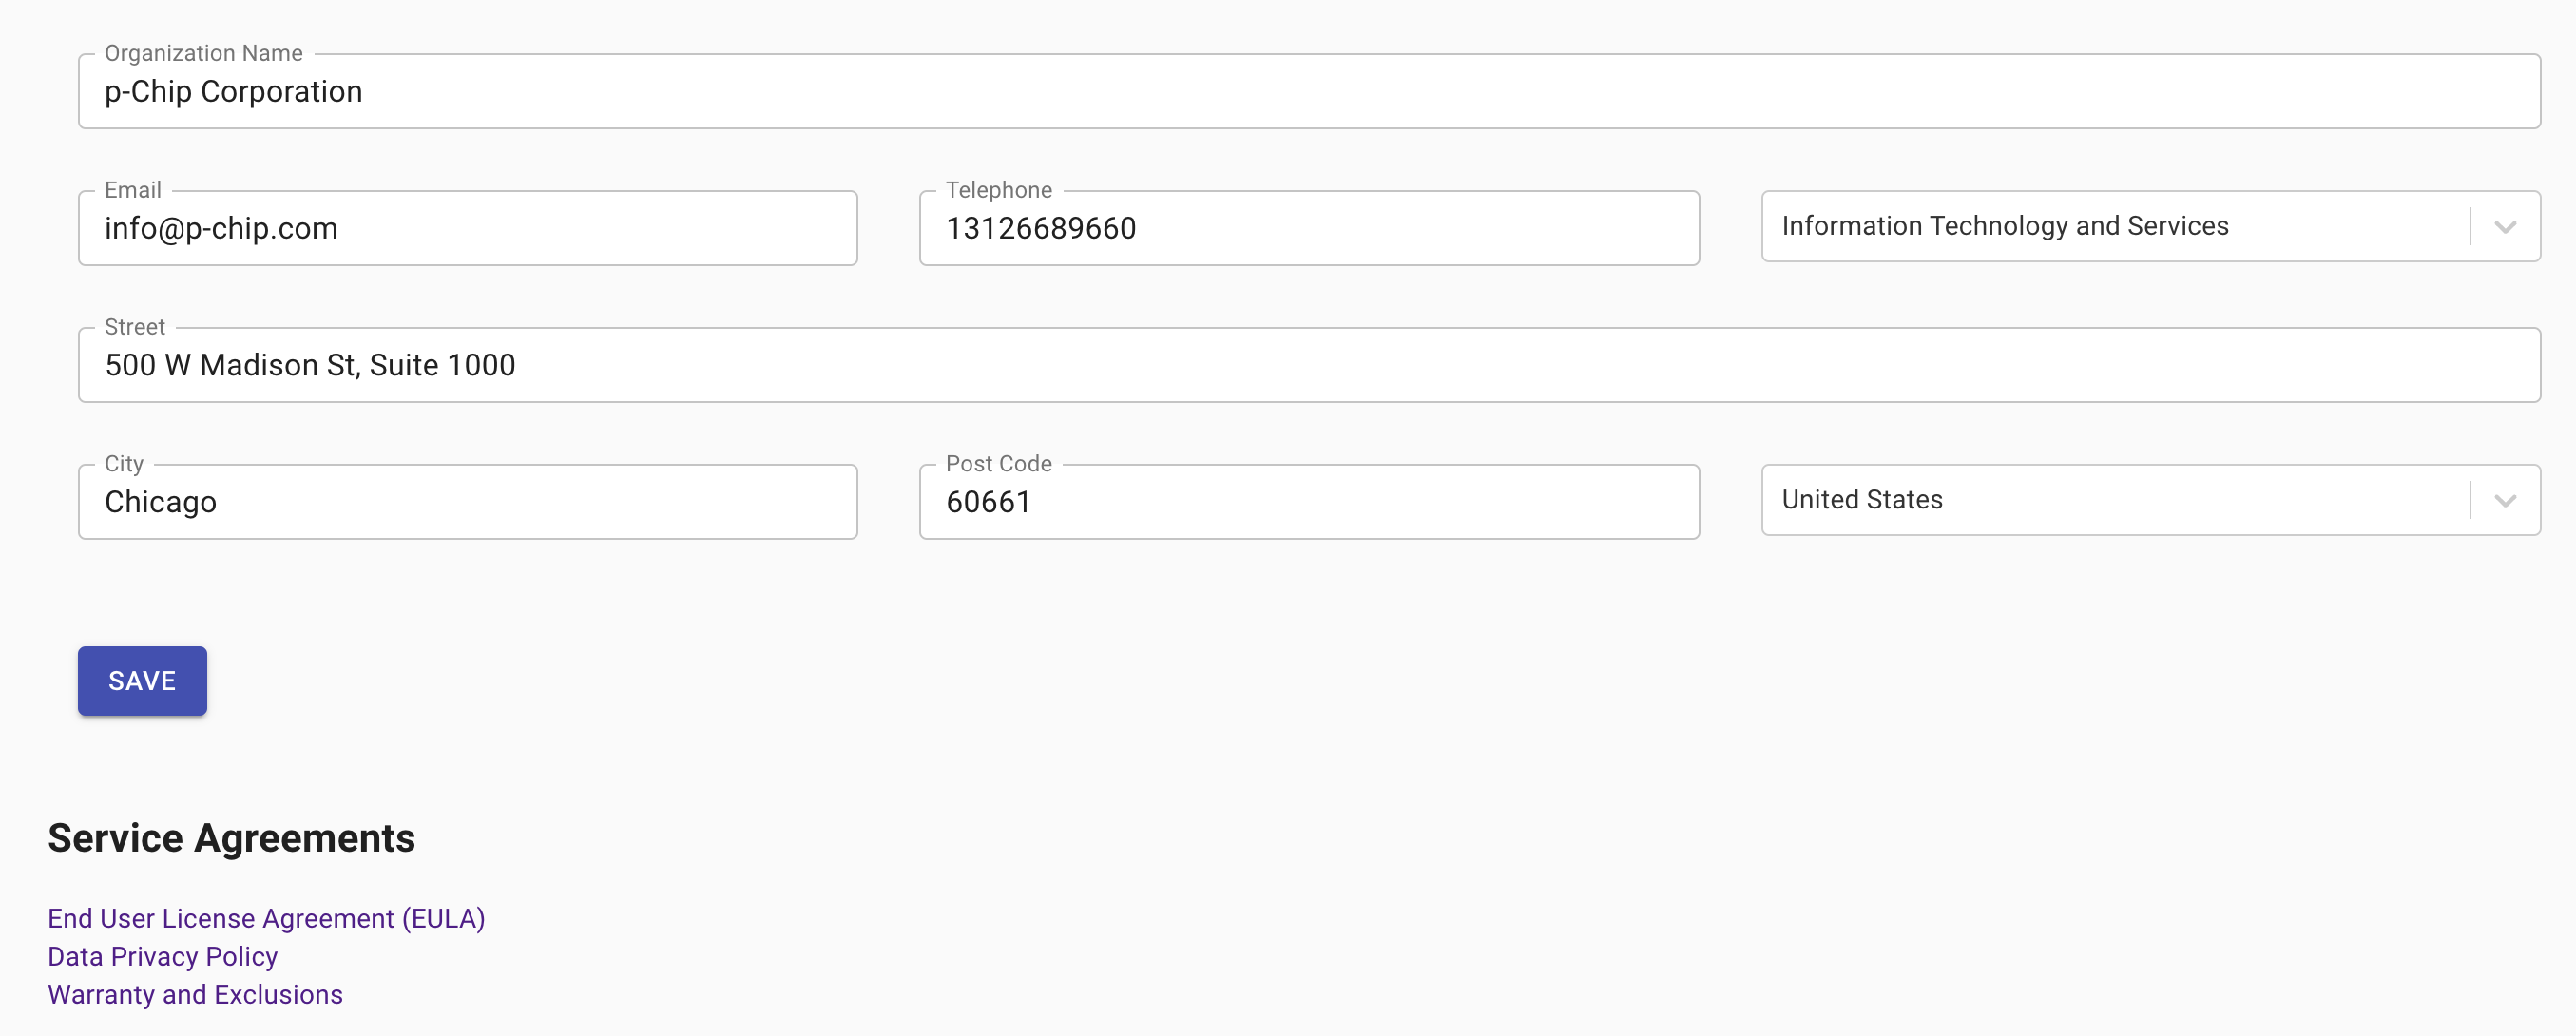 Organization Name
p-Chip Corporation
Email
info@p-chip.com
Telephone
13126689660
Information Technology and Services
Street
500 W Madison St, Suite 1000
City
Chicago
Post Code
60661
United States
SAVE
Service Agreements
End User License Agreement (EULA)
Data Privacy Policy
Warranty and Exclusions